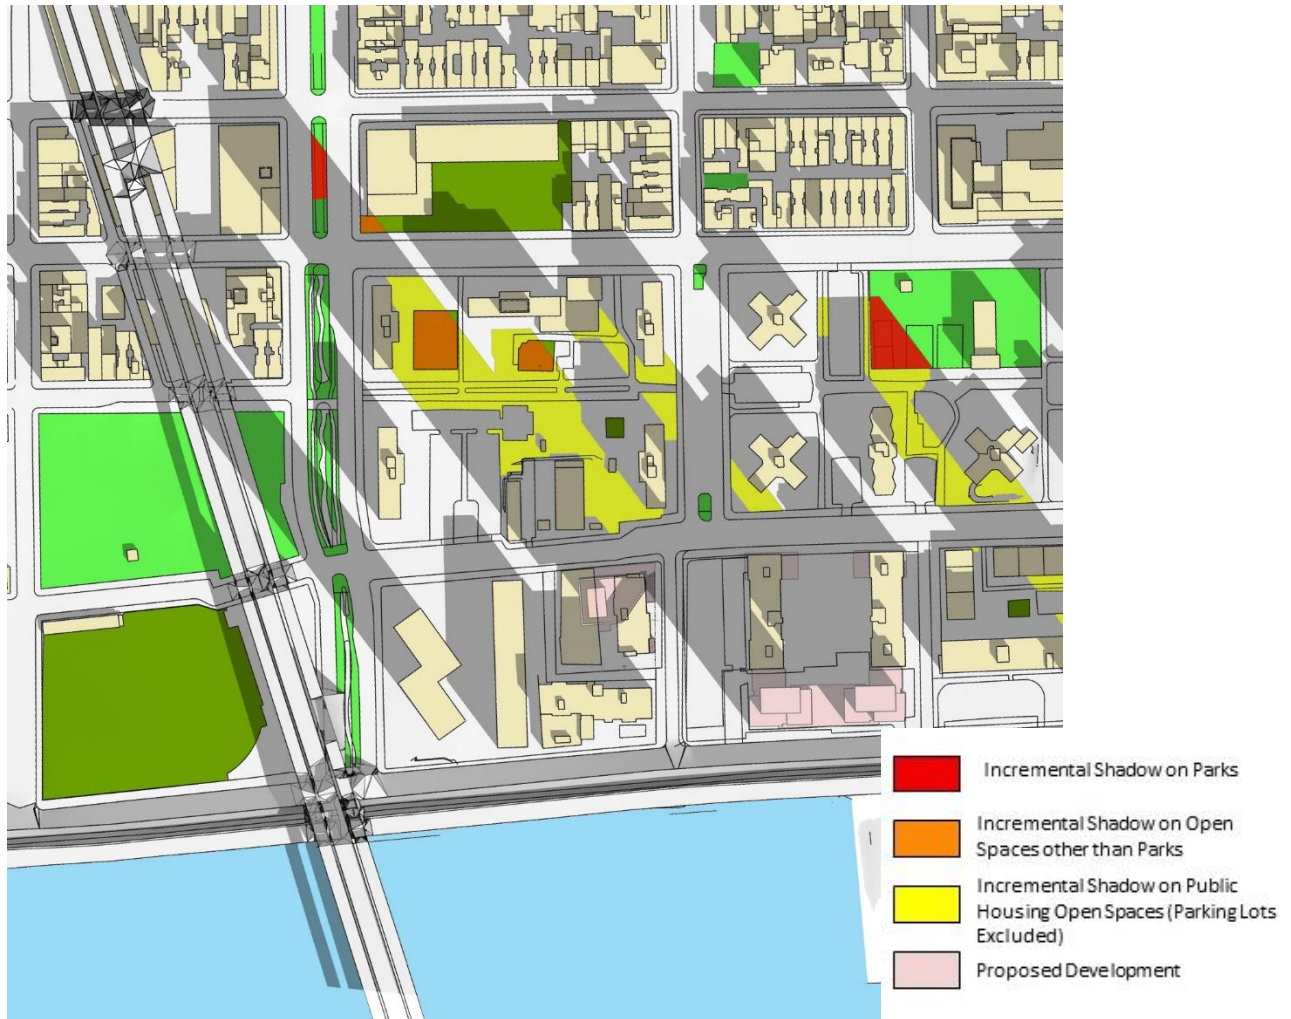 Incremental Shadow on Parks
Incremental Shadow on Open
Spaces other than Parks
Incremental Shadow on Public
Housing Open Spaces (Parking Lots
Excluded)
Proposed Development